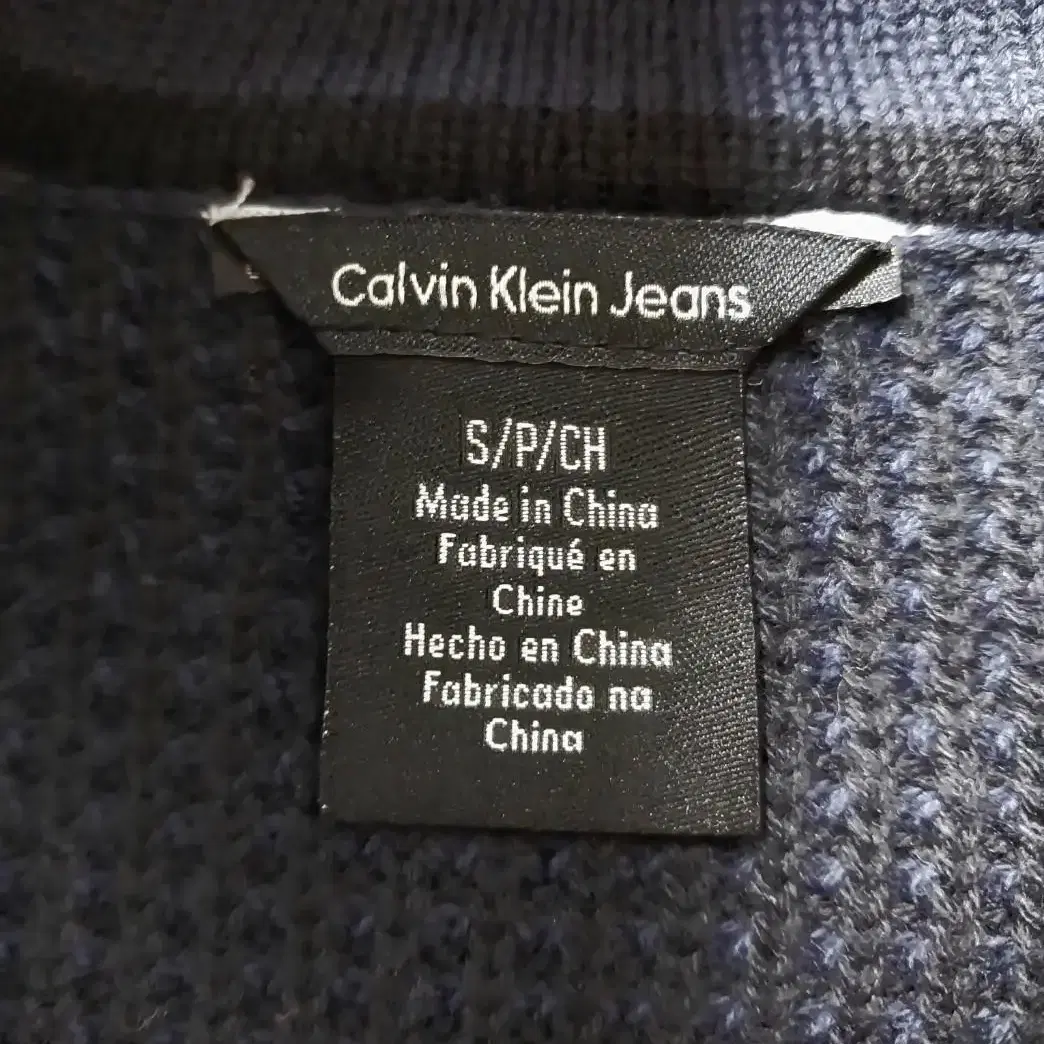 Calvin Klein Jeans
S/P/CH
Made in China
Fabriqué en
Chine
Hecho en China
Fabricado na
China